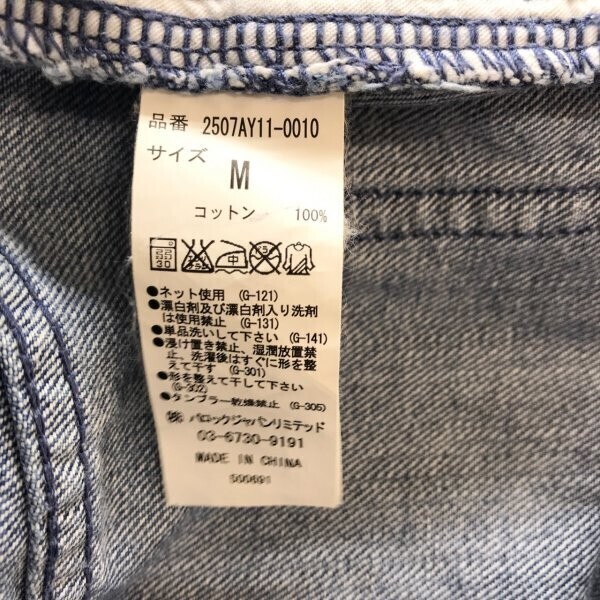 品番 2507AY11-0010
サイズ
M
コットン 100%
●ネット使用 (G-121)
●漂白剤及び漂白剤入り洗剤
は使用禁止 (G-131)
●単品洗いして下さい (G-141)
●浸け置き禁止、湿潤放置禁
止、洗濯後はすぐに形を整
えて干す (G-301)
●形を整えて干して下さい
(G-302)
●タンブラー乾燥禁止 (G-305)
㈱ バロックジャパンリミテッド
03-6730-9191
MADE IN CHINA